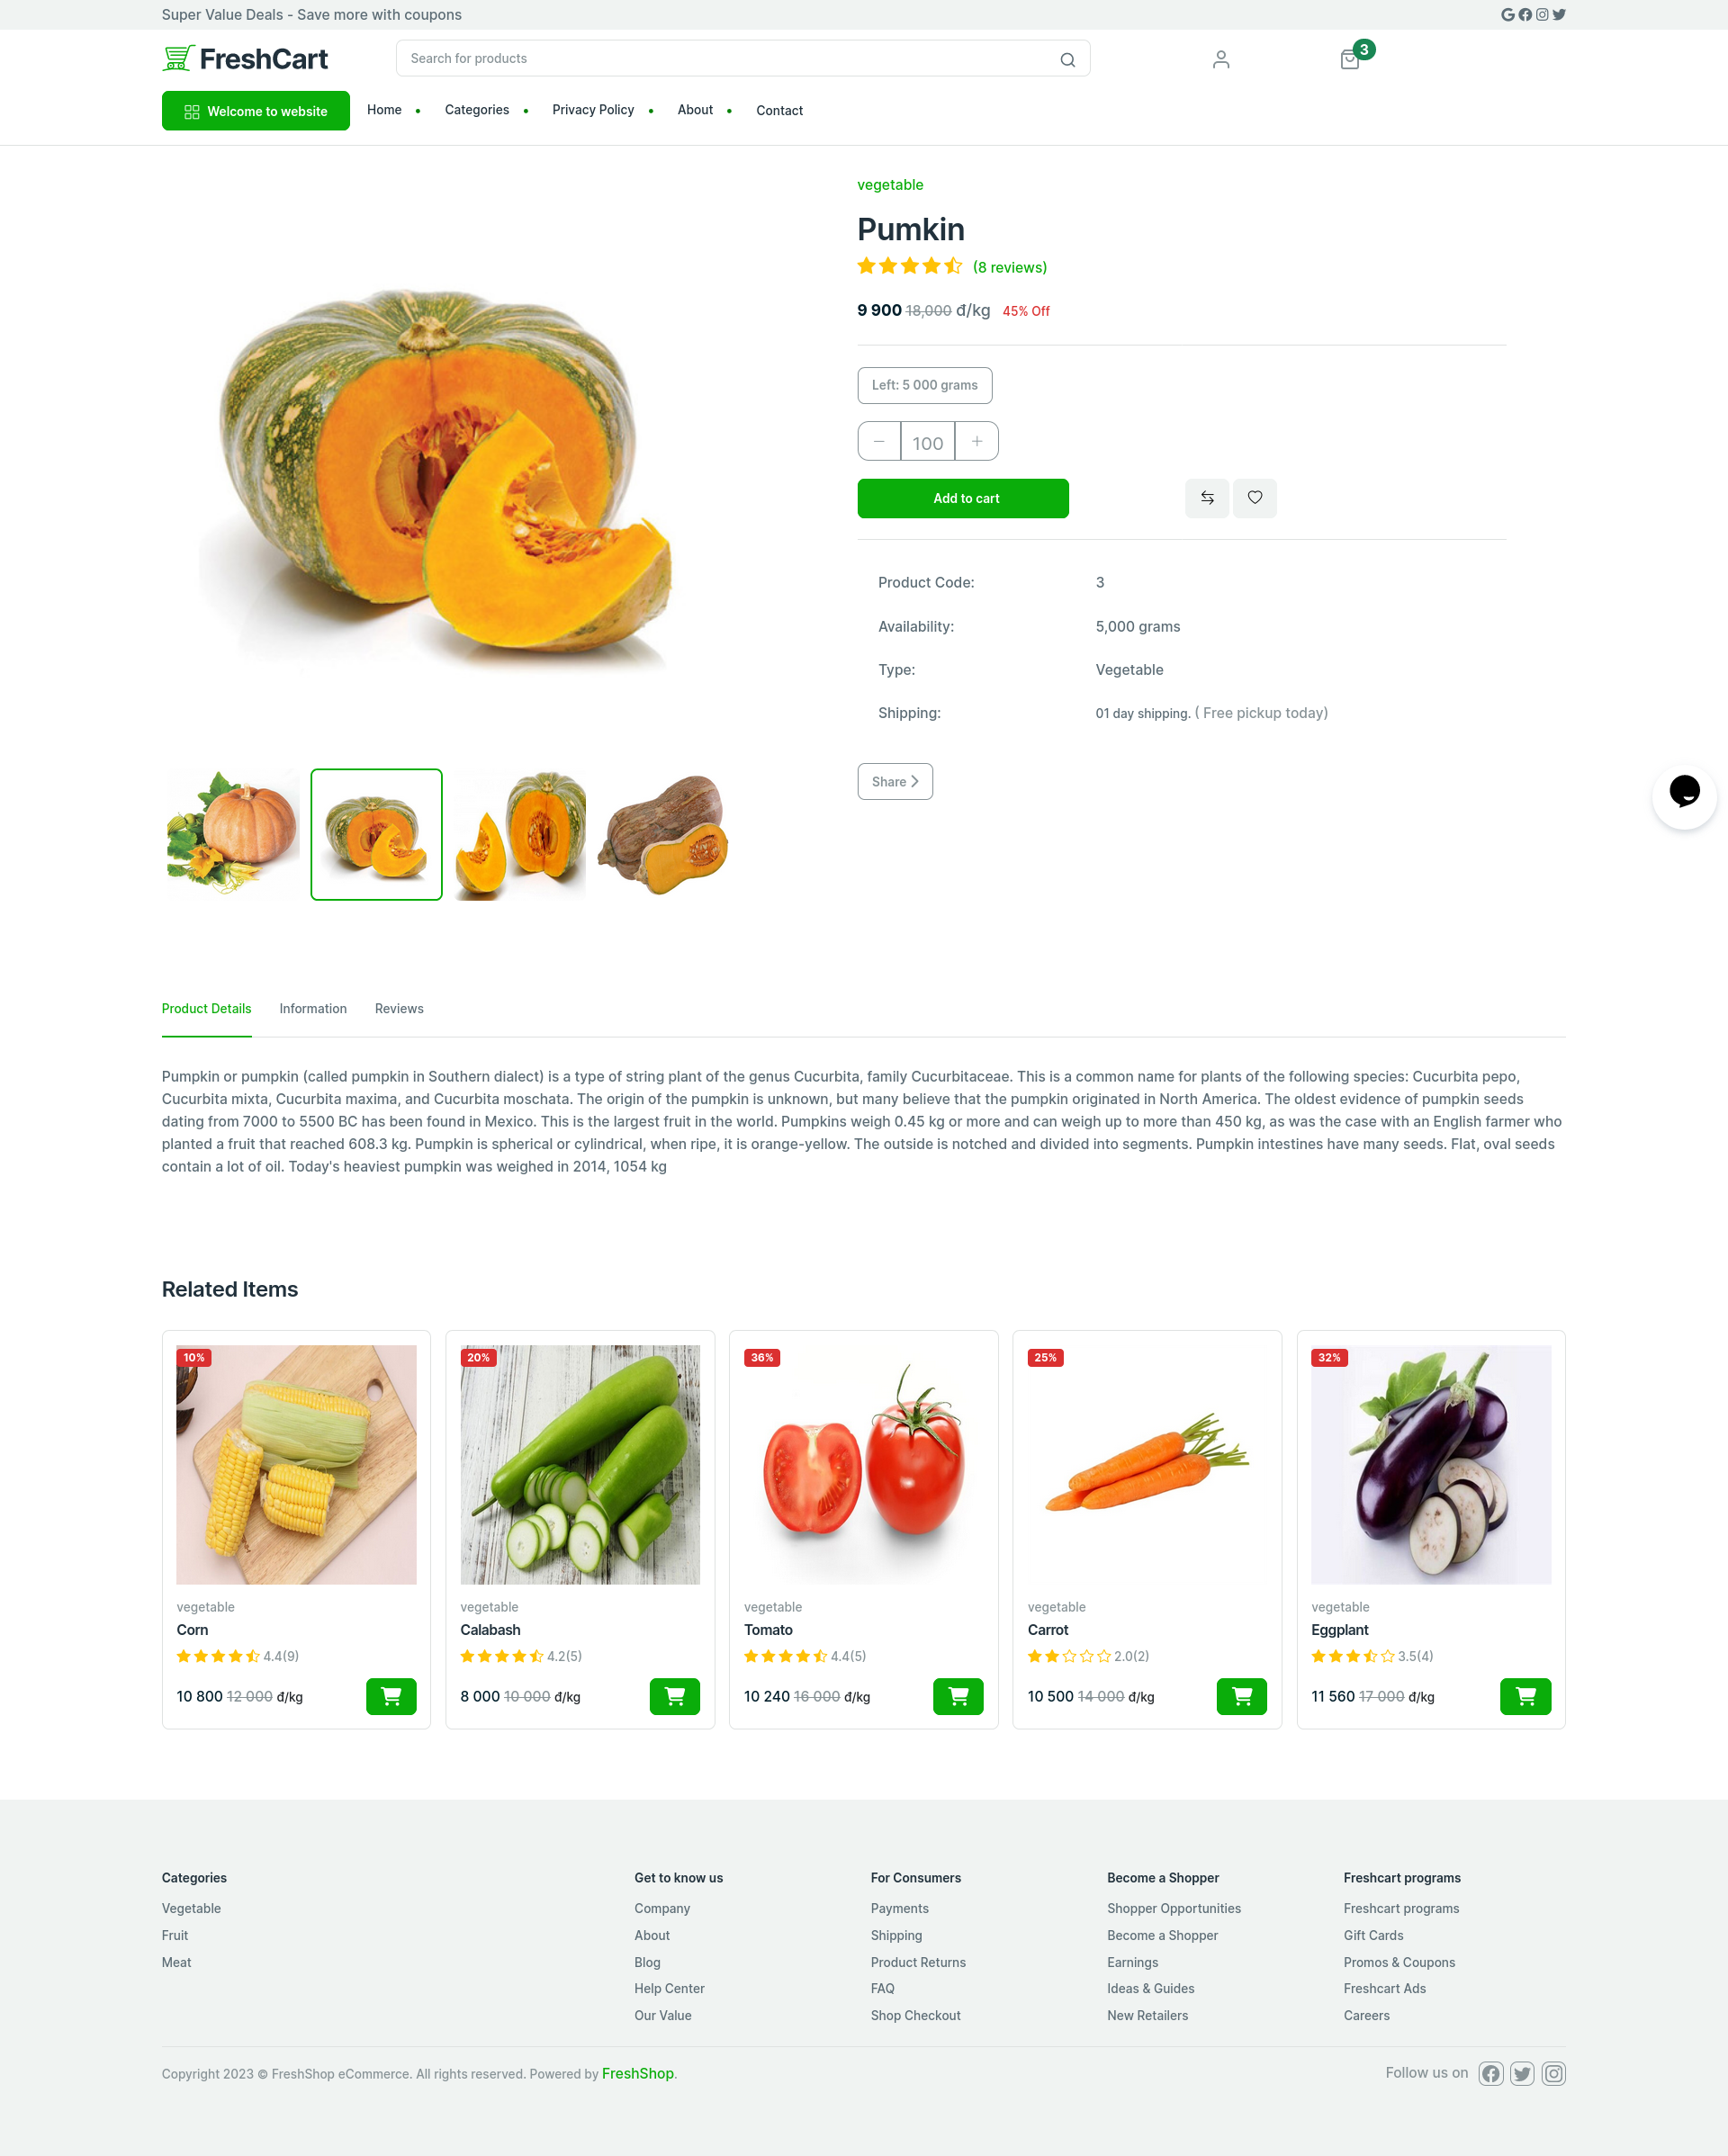 Super Value Deals - Save more with coupons
FreshCart
Search for products
3
Welcome to website
Home • Categories • Privacy Policy • About • Contact
vegetable
Pumkin
(8 reviews)
9 900 18,000 đ/kg 45% Off
Left: 5 000 grams
100
Add to cart
Product Code: 3
Availability: 5,000 grams
Type: Vegetable
Shipping: 01 day shipping. ( Free pickup today)
Share
Product Details Information Reviews
Pumpkin or pumpkin (called pumpkin in Southern dialect) is a type of string plant of the genus Cucurbita, family Cucurbitaceae. This is a common name for plants of the following species: Cucurbita pepo,
Cucurbita mixta, Cucurbita maxima, and Cucurbita moschata. The origin of the pumpkin is unknown, but many believe that the pumpkin originated in North America. The oldest evidence of pumpkin seeds
dating from 7000 to 5500 BC has been found in Mexico. This is the largest fruit in the world. Pumpkins weigh 0.45 kg or more and can weigh up to more than 450 kg, as was the case with an English farmer who
planted a fruit that reached 608.3 kg. Pumpkin is spherical or cylindrical, when ripe, it is orange-yellow. The outside is notched and divided into segments. Pumpkin intestines have many seeds. Flat, oval seeds
contain a lot of oil. Today's heaviest pumpkin was weighed in 2014, 1054 kg
Related Items
10%
vegetable
Corn
4.4(9)
10 800 12 000 đ/kg
20%
vegetable
Calabash
4.2(5)
8 000 10 000 đ/kg
36%
vegetable
Tomato
4.4(5)
10 240 16 000 đ/kg
25%
vegetable
Carrot
2.0(2)
10 500 14 000 đ/kg
32%
vegetable
Eggplant
3.5(4)
11 560 17 000 đ/kg
Categories
Vegetable
Fruit
Meat
Get to know us
Company
About
Blog
Help Center
Our Value
For Consumers
Payments
Shipping
Product Returns
FAQ
Shop Checkout
Become a Shopper
Shopper Opportunities
Become a Shopper
Earnings
Ideas & Guides
New Retailers
Freshcart programs
Freshcart programs
Gift Cards
Promos & Coupons
Freshcart Ads
Careers
Copyright 2023 © FreshShop eCommerce. All rights reserved. Powered by FreshShop.
Follow us on